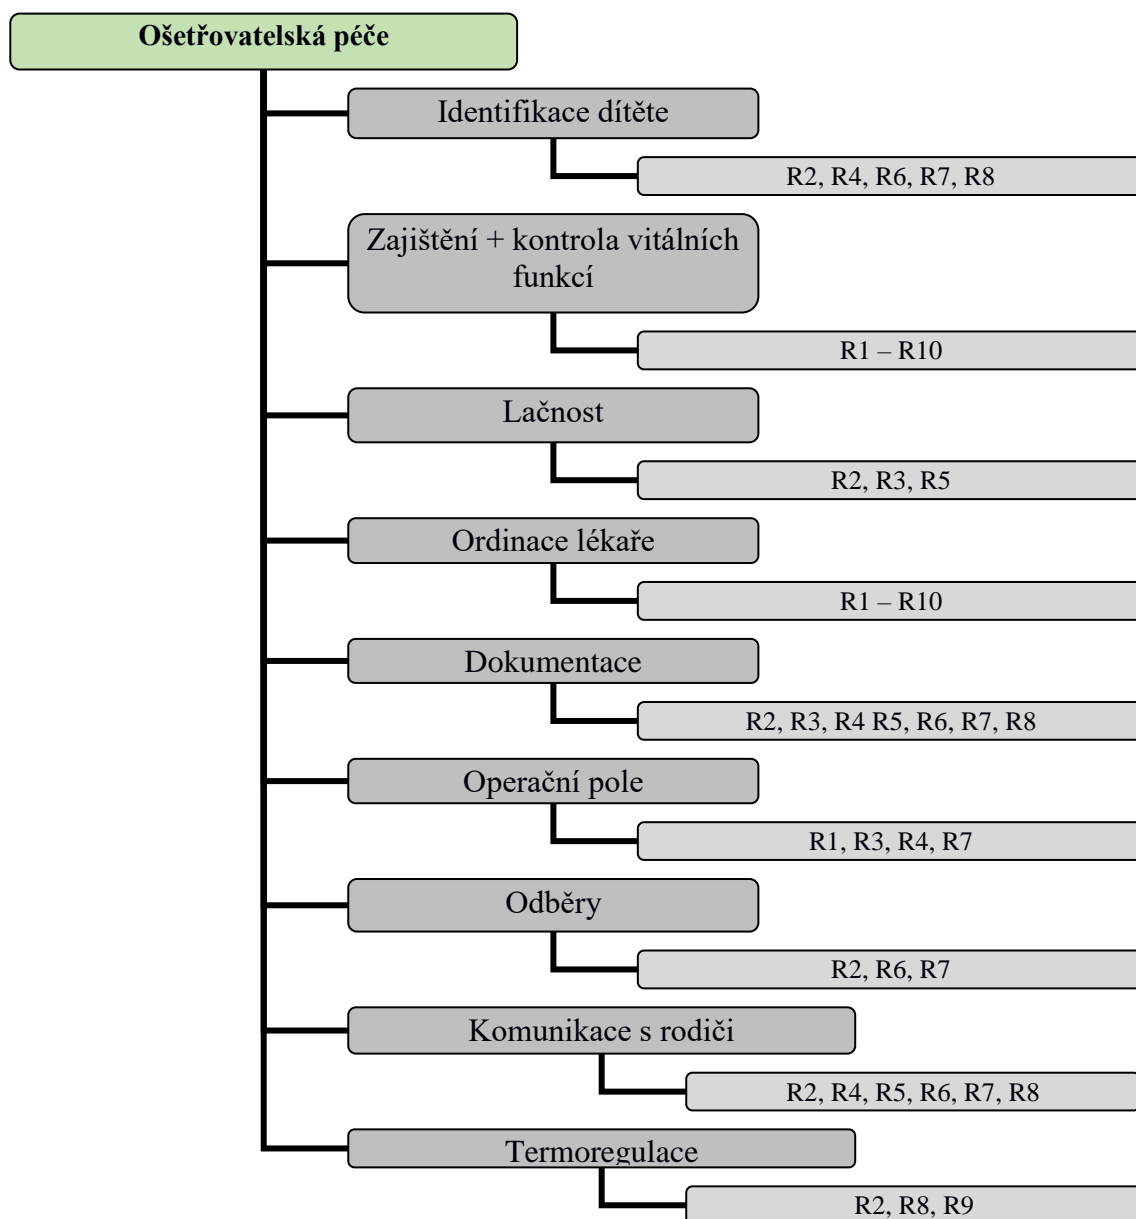 Ošetřovatelská péče
Identifikace dítěte
R2, R4, R6, R7, R8
Zajištění + kontrola vitálních
funkcí
R1 – R10
Lačnost
R2, R3, R5
Ordinace lékaře
R1 – R10
Dokumentace
R2, R3, R4 R5, R6, R7, R8
Operační pole
R1, R3, R4, R7
Odběry
R2, R6, R7
Komunikace s rodiči
R2, R4, R5, R6, R7, R8
Termoregulace
R2, R8, R9